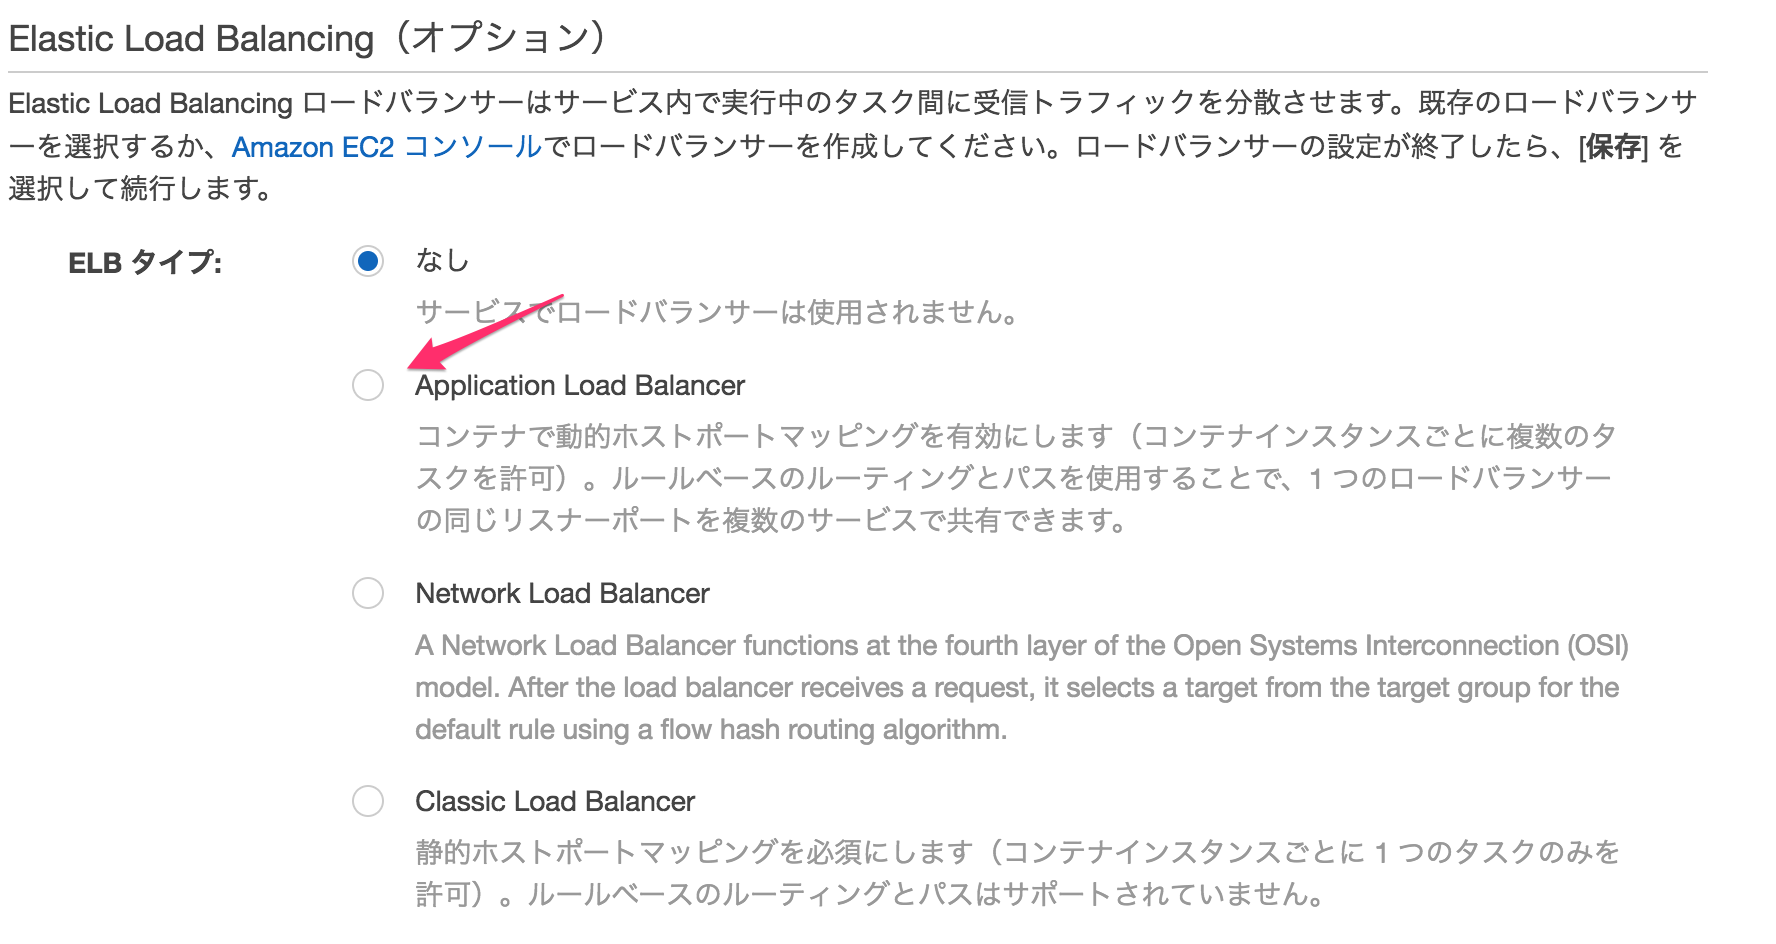 Elastic Load Balancing（オプション）
Elastic Load Balancing ロードバランサーはサービス内で実行中のタスク間に受信トラフィックを分散させます。既存のロードバランサ
ーを選択するか、Amazon EC2 コンソールでロードバランサーを作成してください。ロードバランサーの設定が終了したら、[保存] を
選択して続行します。
ELB タイプ:
なし
サービスでロードバランサーは使用されません。
Application Load Balancer
コンテナで動的ホストポートマッピングを有効にします（コンテナインスタンスごとに複数のタ
スクを許可）。ルールベースのルーティングとパスを使用することで、1 つのロードバランサー
の同じリスナーポートを複数のサービスで共有できます。
Network Load Balancer
A Network Load Balancer functions at the fourth layer of the Open Systems Interconnection (OSI)
model. After the load balancer receives a request, it selects a target from the target group for the
default rule using a flow hash routing algorithm.
Classic Load Balancer
静的ホストポートマッピングを必須にします（コンテナインスタンスごとに 1 つのタスクのみを
許可）。ルールベースのルーティングとパスはサポートされていません。